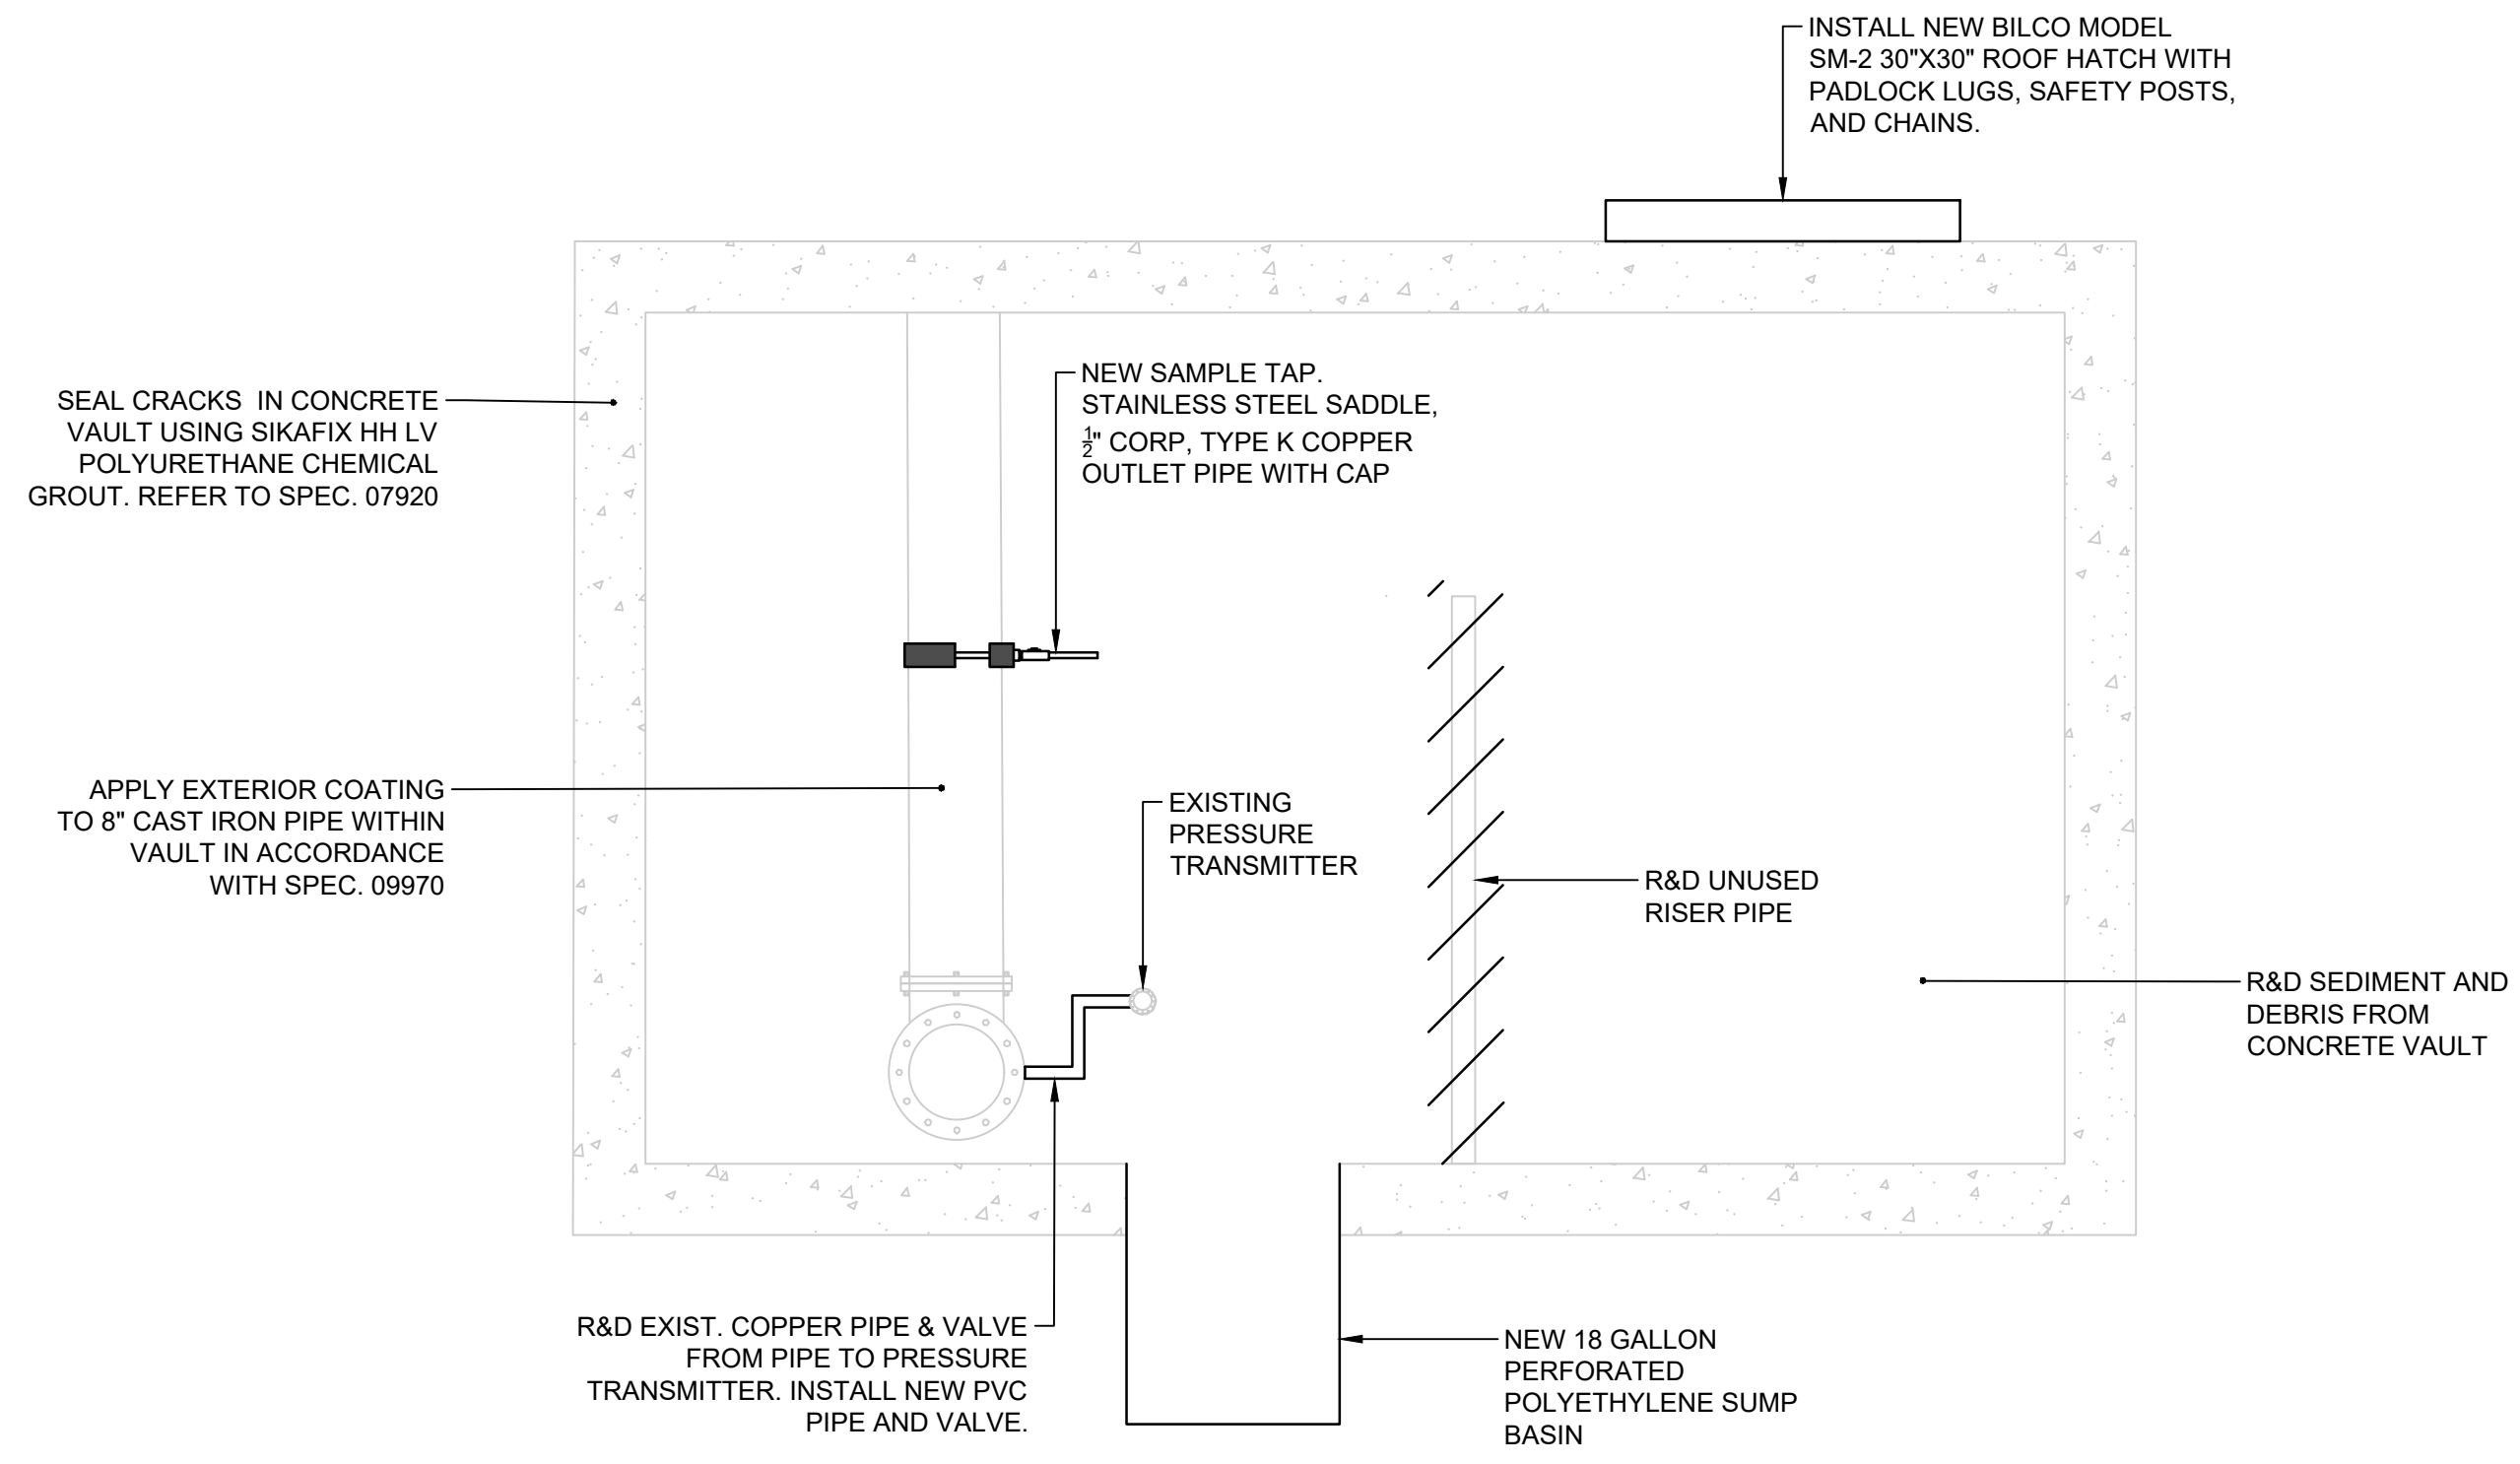 INSTALL NEW BILCO MODEL
SM-2 30"X30" ROOF HATCH WITH
PADLOCK LUGS, SAFETY POSTS,
AND CHAINS.
SEAL CRACKS IN CONCRETE
VAULT USING SIKAFIX HH LV
POLYURETHANE CHEMICAL
GROUT. REFER TO SPEC. 07920
NEW SAMPLE TAP.
STAINLESS STEEL SADDLE,
½" CORP, TYPE K COPPER
OUTLET PIPE WITH CAP
APPLY EXTERIOR COATING
TO 8" CAST IRON PIPE WITHIN
VAULT IN ACCORDANCE
WITH SPEC. 09970
EXISTING
PRESSURE
TRANSMITTER
R&D UNUSED
RISER PIPE
R&D SEDIMENT AND
DEBRIS FROM
CONCRETE VAULT
R&D EXIST. COPPER PIPE & VALVE
FROM PIPE TO PRESSURE
TRANSMITTER. INSTALL NEW PVC
PIPE AND VALVE.
NEW 18 GALLON
PERFORATED
POLYETHYLENE SUMP
BASIN